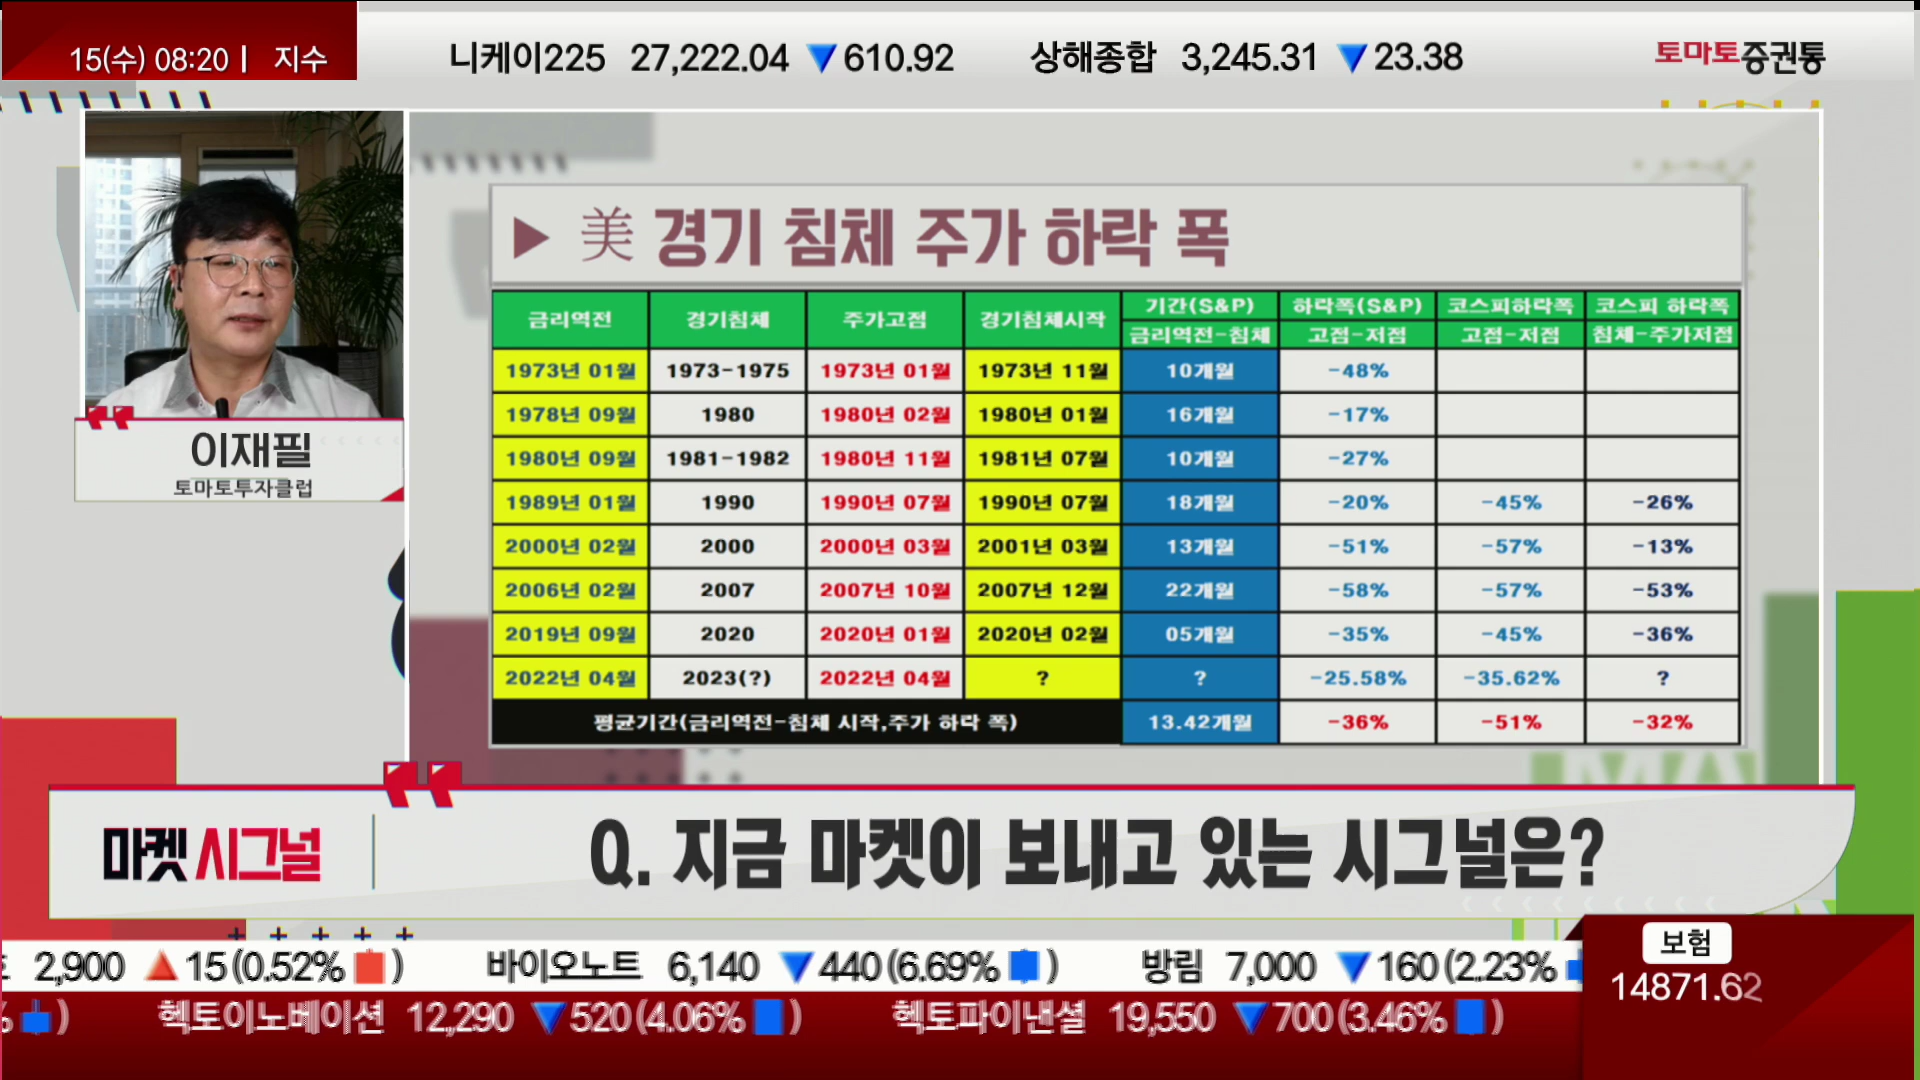 15(수) 08:20 | 지수 니케이225 27,222.04 ▼610.92 상해종합 3,245.31 ▼23.38 토마토증권통
▶ 美 경기 침체 주가 하락 폭
금리역전 경기침체 주가고점 경기침체시작 기간(S&P) 하락폭(S&P) 코스피하락폭 코스피 하락폭
금리역전-침체 고점-저점 고점-저점 침체-주가저점
1973년 01월 1973-1975 1973년 01월 1973년 11월 10개월 -48%
1978년 09월 1980 1980년 02월 1980년 01월 16개월 -17%
1980년 09월 1981-1982 1980년 11월 1981년 07월 10개월 -27%
1989년 01월 1990 1990년 07월 1990년 07월 18개월 -20% -45% -26%
2000년 02월 2000 2000년 03월 2001년 03월 13개월 -51% -57% -13%
2006년 02월 2007 2007년 10월 2007년 12월 22개월 -58% -57% -53%
2019년 09월 2020 2020년 01월 2020년 02월 05개월 -35% -45% -36%
2022년 04월 2023(?) 2022년 04월 ? ? -25.58% -35.62% ?
평균기간(금리역전-침체 시작,주가 하락 폭) 13.42개월 -36% -51% -32%
이재필
토마토투자클럽
마켓시그널
Q. 지금 마켓이 보내고 있는 시그널은?
2,900 ▲15(0.52% ) 바이오노트 6,140 ▼440(6.69% ) 방림 7,000 ▼160(2.23%
% ) 헥토이노베이션 12,290 ▼520(4.06% ) 헥토파이낸셜 19,550 ▼700(3.46% )
보험
14871.62